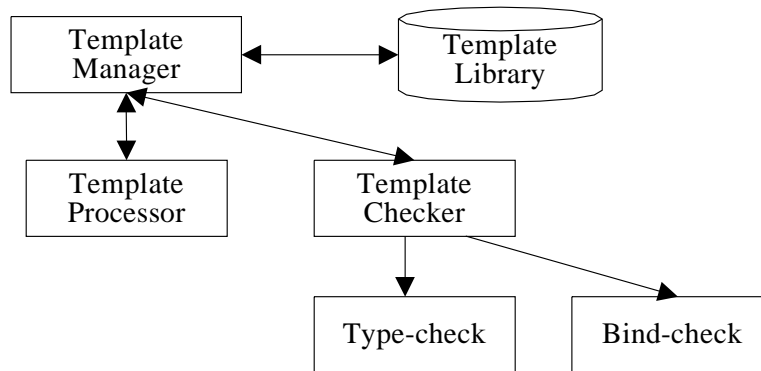 Template
Manager
Template
Library
Template
Processor
Template
Checker
Type-check
Bind-check